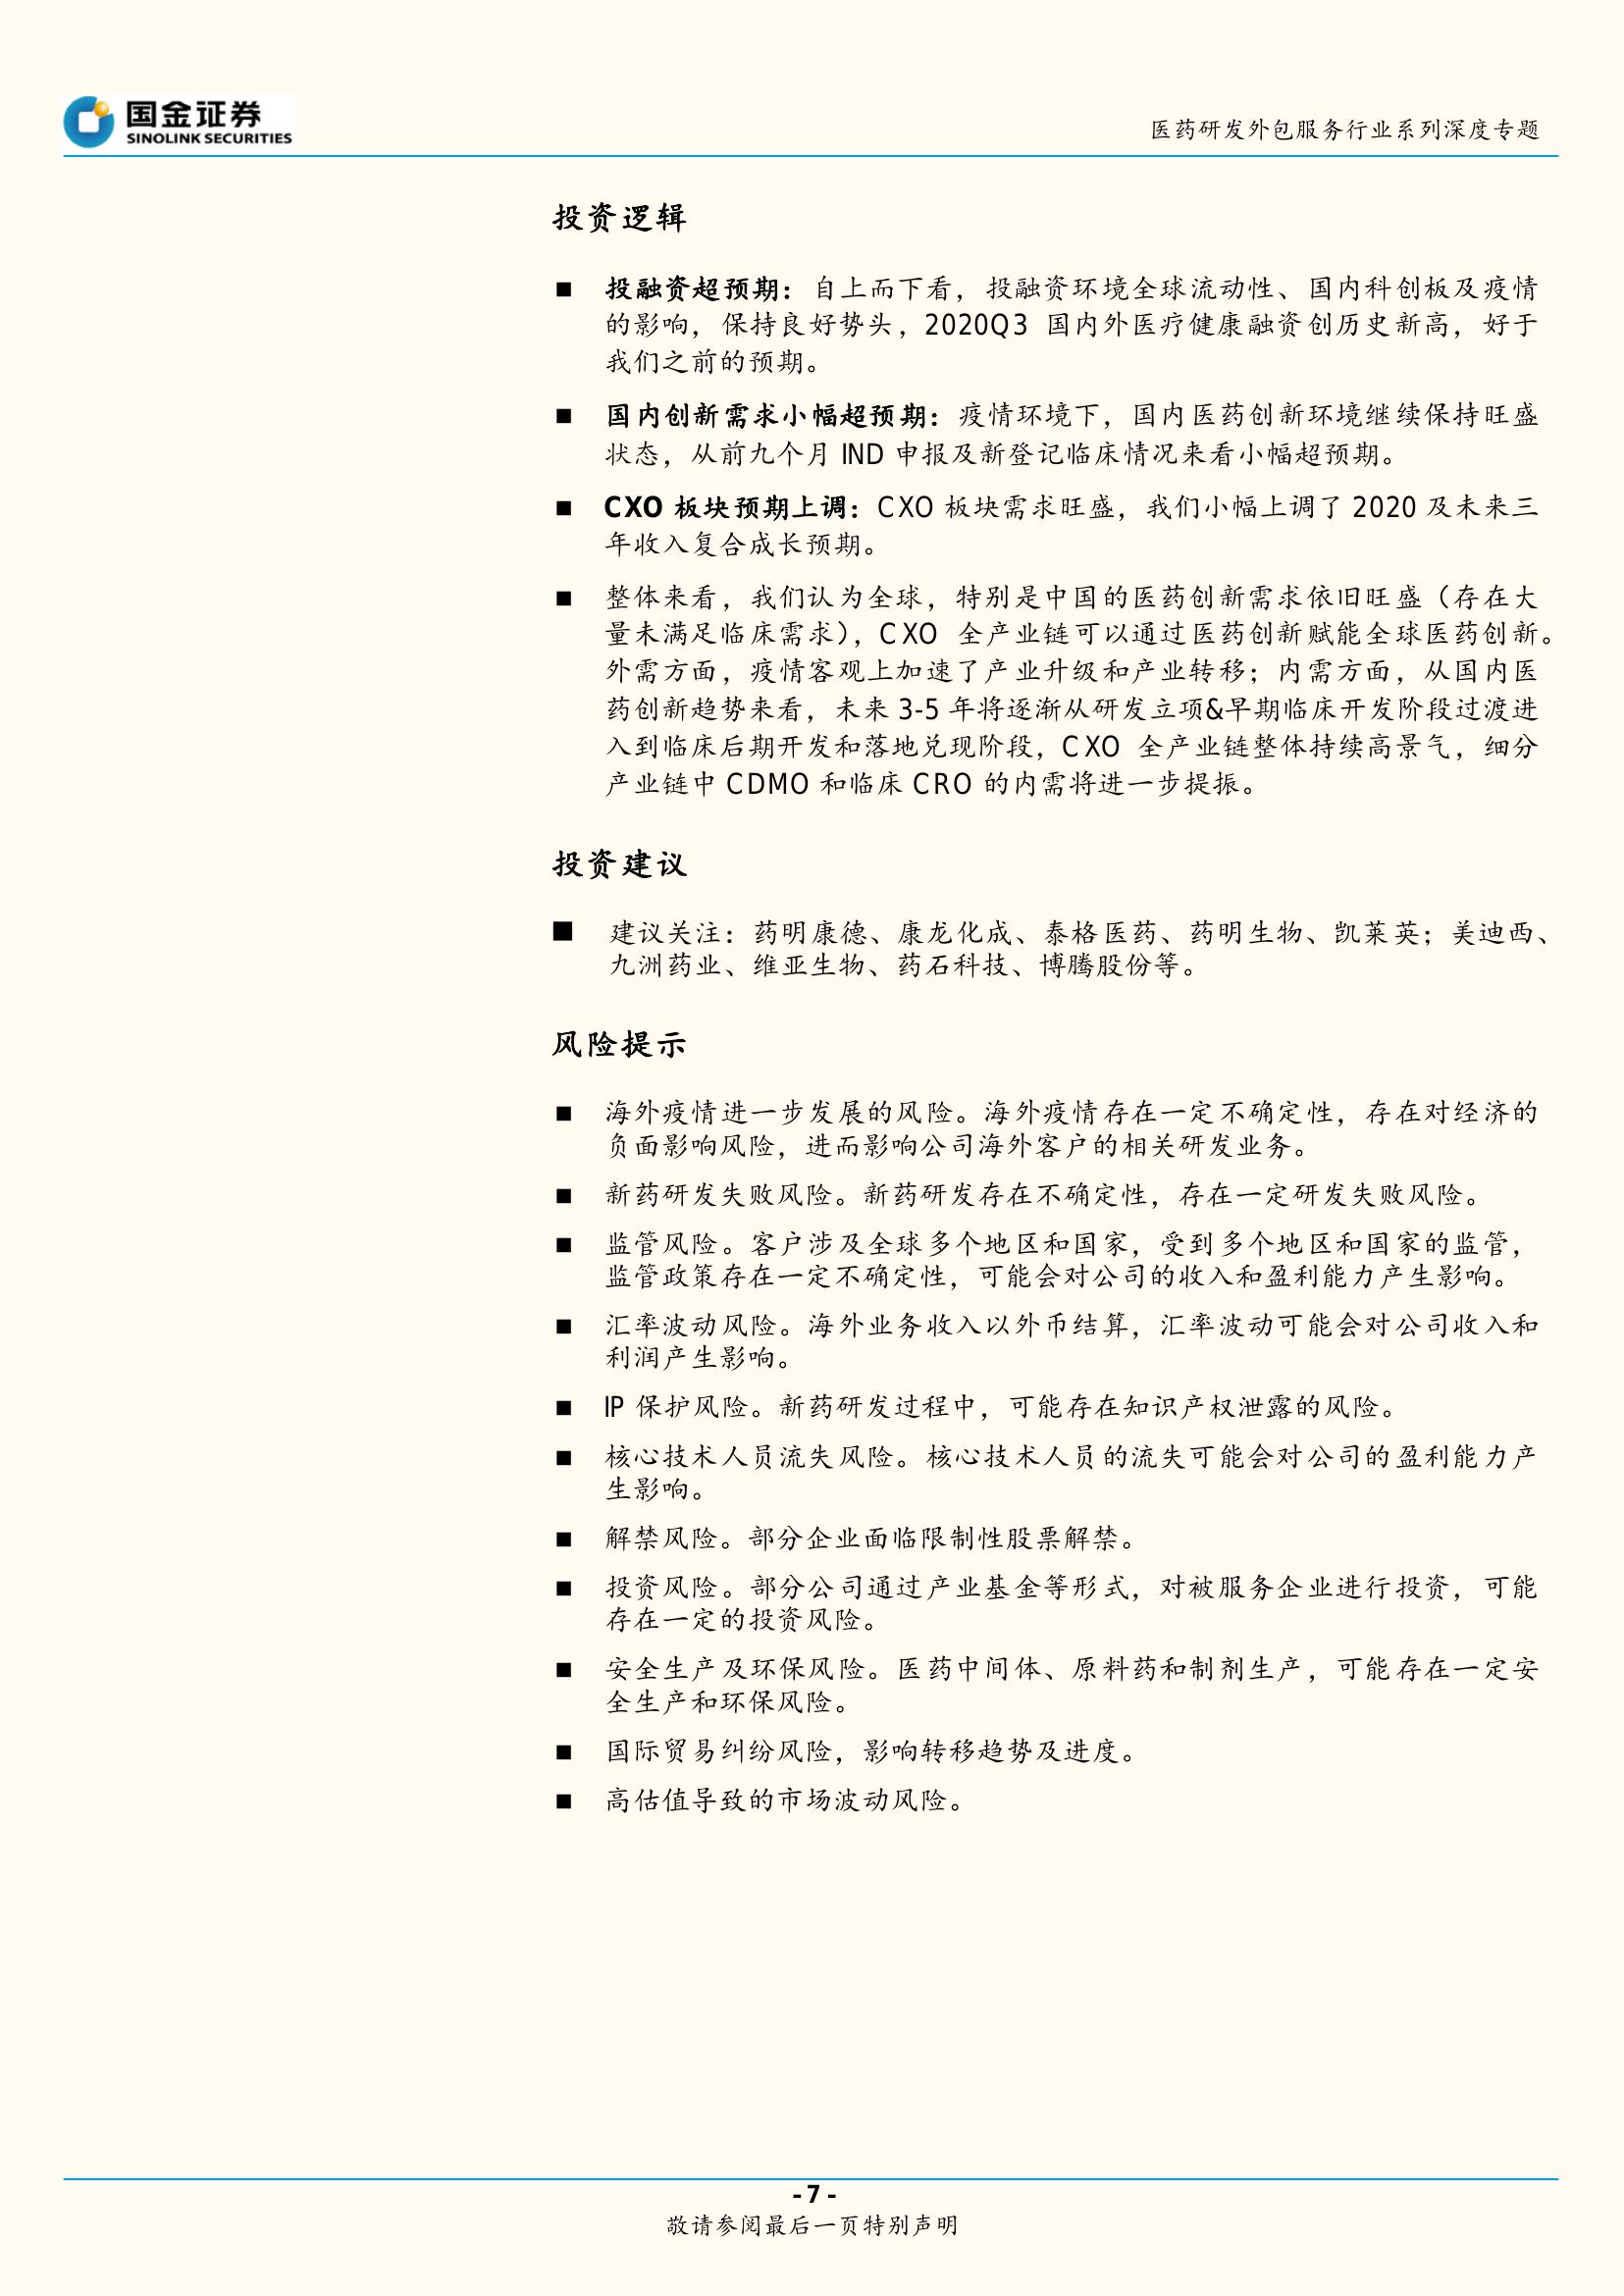 国金证券
SINOLINK SECURITIES
医药研发外包服务行业系列深度专题
投资逻辑
■ 投融资超预期：自上而下看，投融资环境全球流动性、国内科创板及疫情
的影响，保持良好势头，2020Q3 国内外医疗健康融资创历史新高，好于
我们之前的预期。
■ 国内创新需求小幅超预期：疫情环境下，国内医药创新环境继续保持旺盛
状态，从前九个月 IND 申报及新登记临床情况来看小幅超预期。
■ CXO 板块预期上调：CXO 板块需求旺盛，我们小幅上调了 2020 及未来三
年收入复合成长预期。
■ 整体来看，我们认为全球，特别是中国的医药创新需求依旧旺盛（存在大
量未满足临床需求），CXO 全产业链可以通过医药创新赋能全球医药创新。
外需方面，疫情客观上加速了产业升级和产业转移；内需方面，从国内医
药创新趋势来看，未来 3-5 年将逐渐从研发立项&早期临床开发阶段过渡进
入到临床后期开发和落地兑现阶段，CXO 全产业链整体持续高景气，细分
产业链中 CDMO 和临床 CRO 的内需将进一步提振。
投资建议
■ 建议关注：药明康德、康龙化成、泰格医药、药明生物、凯莱英；美迪西、
九洲药业、维亚生物、药石科技、博腾股份等。
风险提示
■ 海外疫情进一步发展的风险。海外疫情存在一定不确定性，存在对经济的
负面影响风险，进而影响公司海外客户的相关研发业务。
■ 新药研发失败风险。新药研发存在不确定性，存在一定研发失败风险。
■ 监管风险。客户涉及全球多个地区和国家，受到多个地区和国家的监管，
监管政策存在一定不确定性，可能会对公司的收入和盈利能力产生影响。
■ 汇率波动风险。海外业务收入以外币结算，汇率波动可能会对公司收入和
利润产生影响。
■ IP 保护风险。新药研发过程中，可能存在知识产权泄露的风险。
■ 核心技术人员流失风险。核心技术人员的流失可能会对公司的盈利能力产
生影响。
■ 解禁风险。部分企业面临限制性股票解禁。
■ 投资风险。部分公司通过产业基金等形式，对被服务企业进行投资，可能
存在一定的投资风险。
■ 安全生产及环保风险。医药中间体、原料药和制剂生产，可能存在一定安
全生产和环保风险。
■ 国际贸易纠纷风险，影响转移趋势及进度。
■ 高估值导致的市场波动风险。
- 7 -
敬请参阅最后一页特别声明